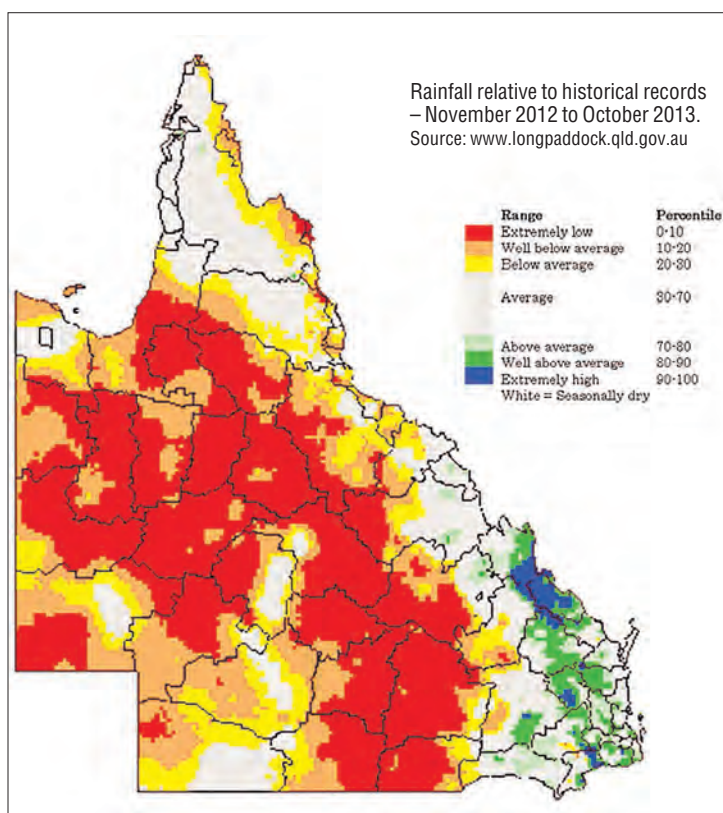 Rainfall relative to historical records
– November 2012 to October 2013.
Source: www.longpaddock.qld.gov.au
Range Percentile
Extremely low 0-10
Well below average 10-20
Below average 20-30
Average 30-70
Above average 70-80
Well above average 80-90
Extremely high 90-100
White = Seasonally dry